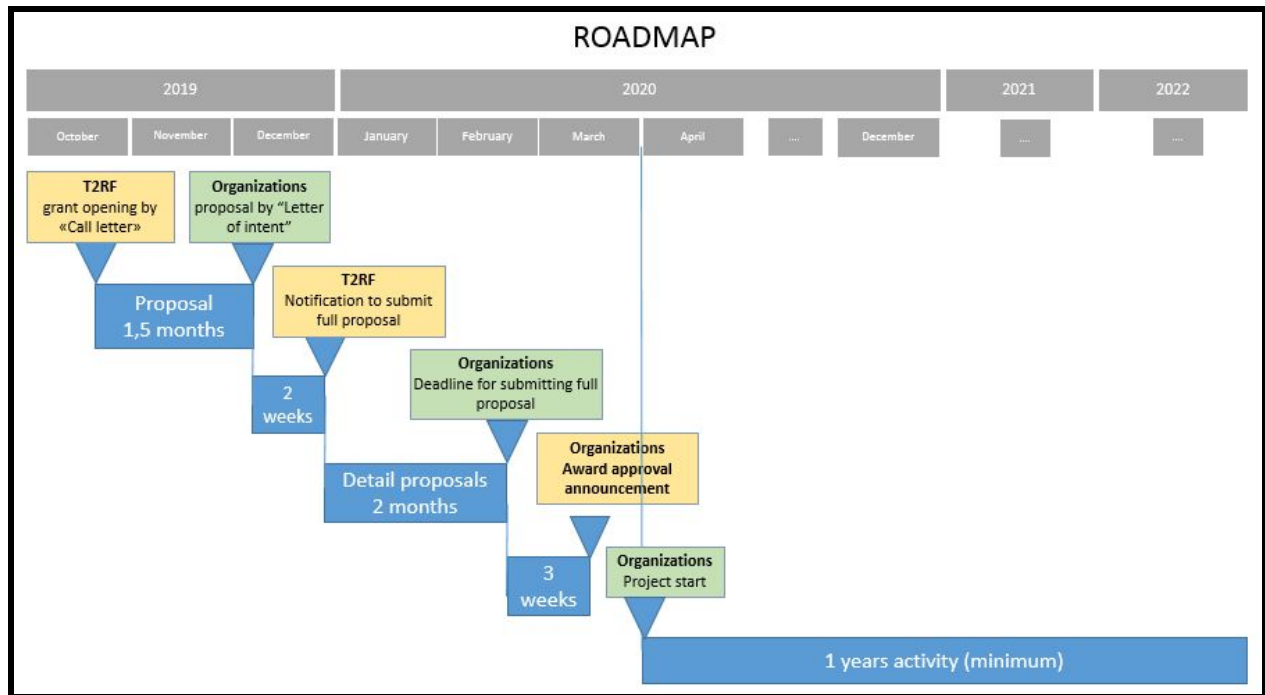 ROADMAP
2019
2020
2021
2022
October
November
December
January
February
March
April
....
December
....
....
T2RF
grant opening by
«Call letter»
Organizations
proposal by “Letter
of intent”
Proposal
1,5 months
T2RF
Notification to submit
full proposal
2
weeks
Organizations
Deadline for submitting full
proposal
Detail proposals
2 months
Organizations
Award approval
announcement
3
weeks
Organizations
Project start
1 years activity (minimum)